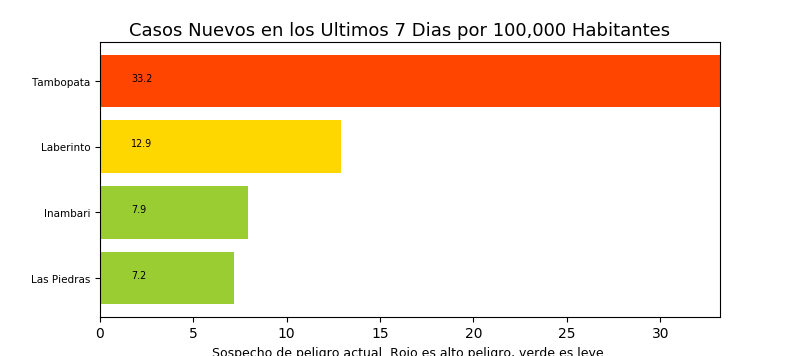 Casos Nuevos en los Ultimos 7 Dias por 100,000 Habitantes
Tambopata 33.2
Laberinto 12.9
Inambari 7.9
Las Piedras 7.2
0 5 10 15 20 25 30
Sospecho de peligro actual. Rojo es alto peligro, verde es leve